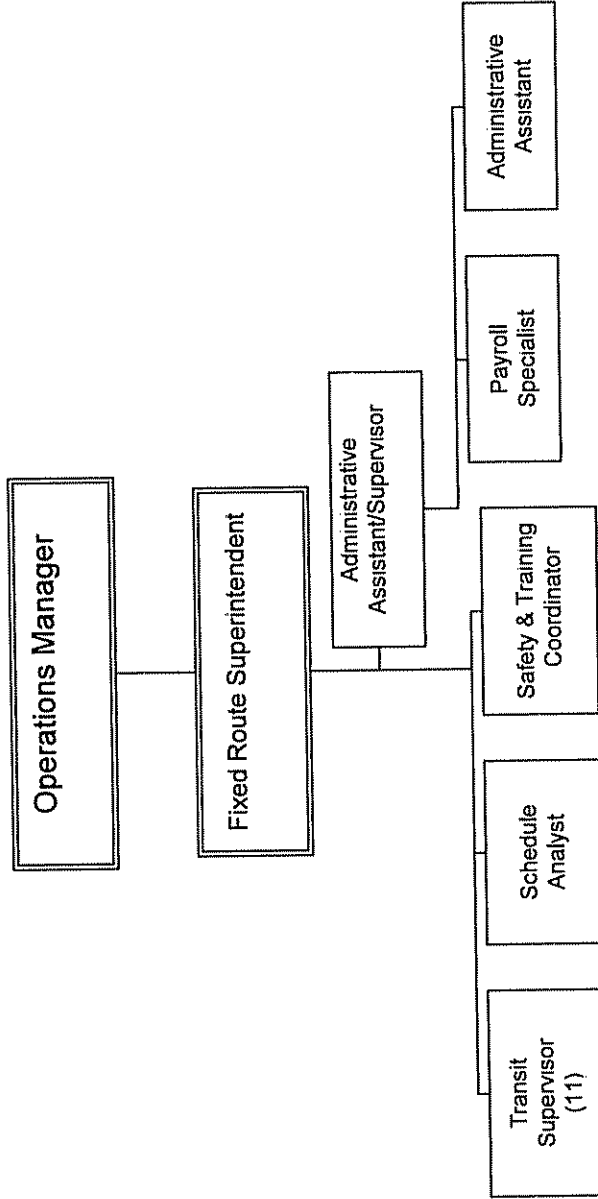 Operations Manager
Fixed Route Superintendent
Administrative
Assistant/Supervisor
Transit
Supervisor
(11)
Schedule
Analyst
Safety & Training
Coordinator
Payroll
Specialist
Administrative
Assistant